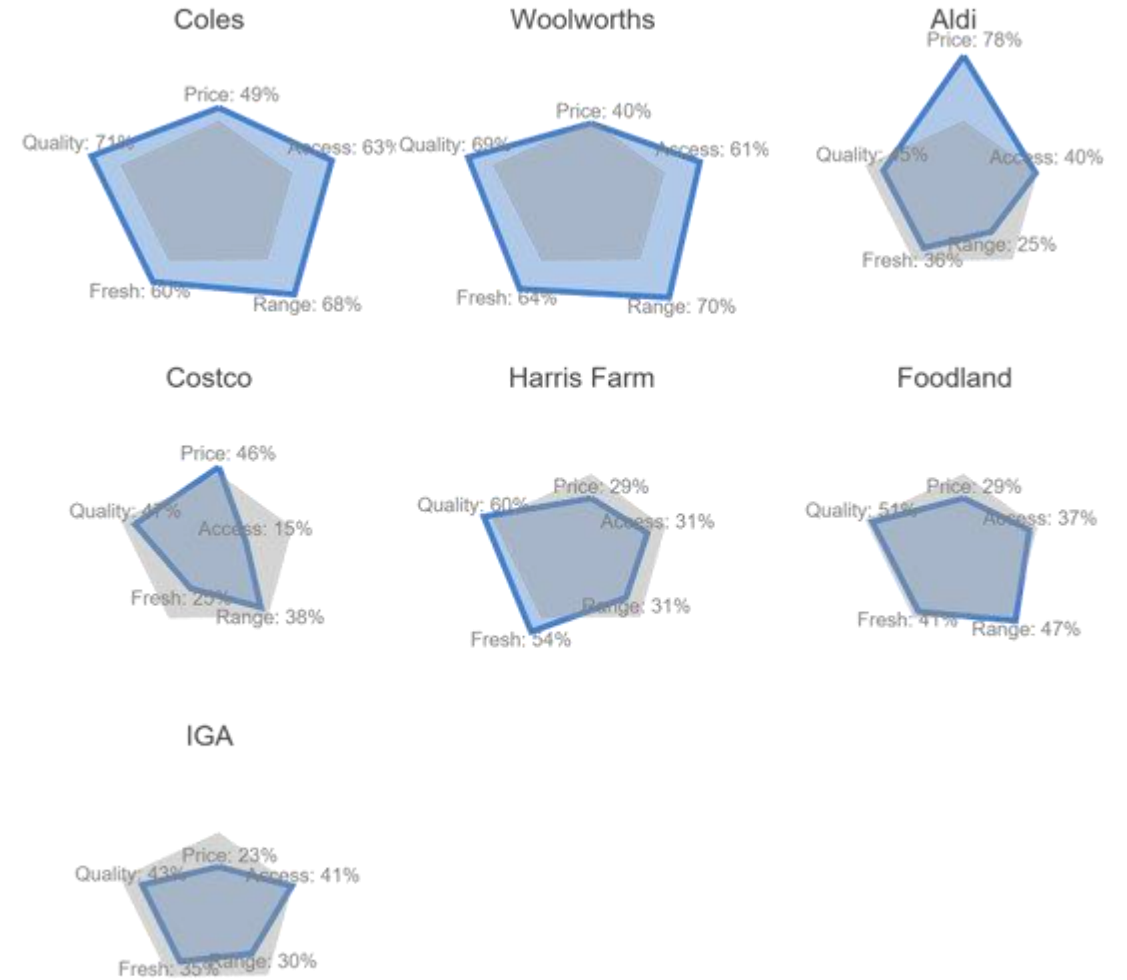 Coles
Price: 49%
Quality: 71%
Access: 63%
Fresh: 60%
Range: 68%
Woolworths
Price: 40%
Quality: 69%
Access: 61%
Fresh: 64%
Range: 70%
Aldi
Price: 78%
Quality: 45%
Access: 40%
Range: 25%
Fresh: 36%
Costco
Price: 46%
Quality: 47%
Access: 15%
Fresh: 25%
Range: 38%
Harris Farm
Price: 29%
Quality: 60%
Access: 31%
Range: 31%
Fresh: 54%
Foodland
Price: 29%
Quality: 51%
Access: 37%
Fresh: 41%
Range: 47%
IGA
Price: 23%
Quality: 43%
Access: 41%
Range: 30%
Fresh: 35%